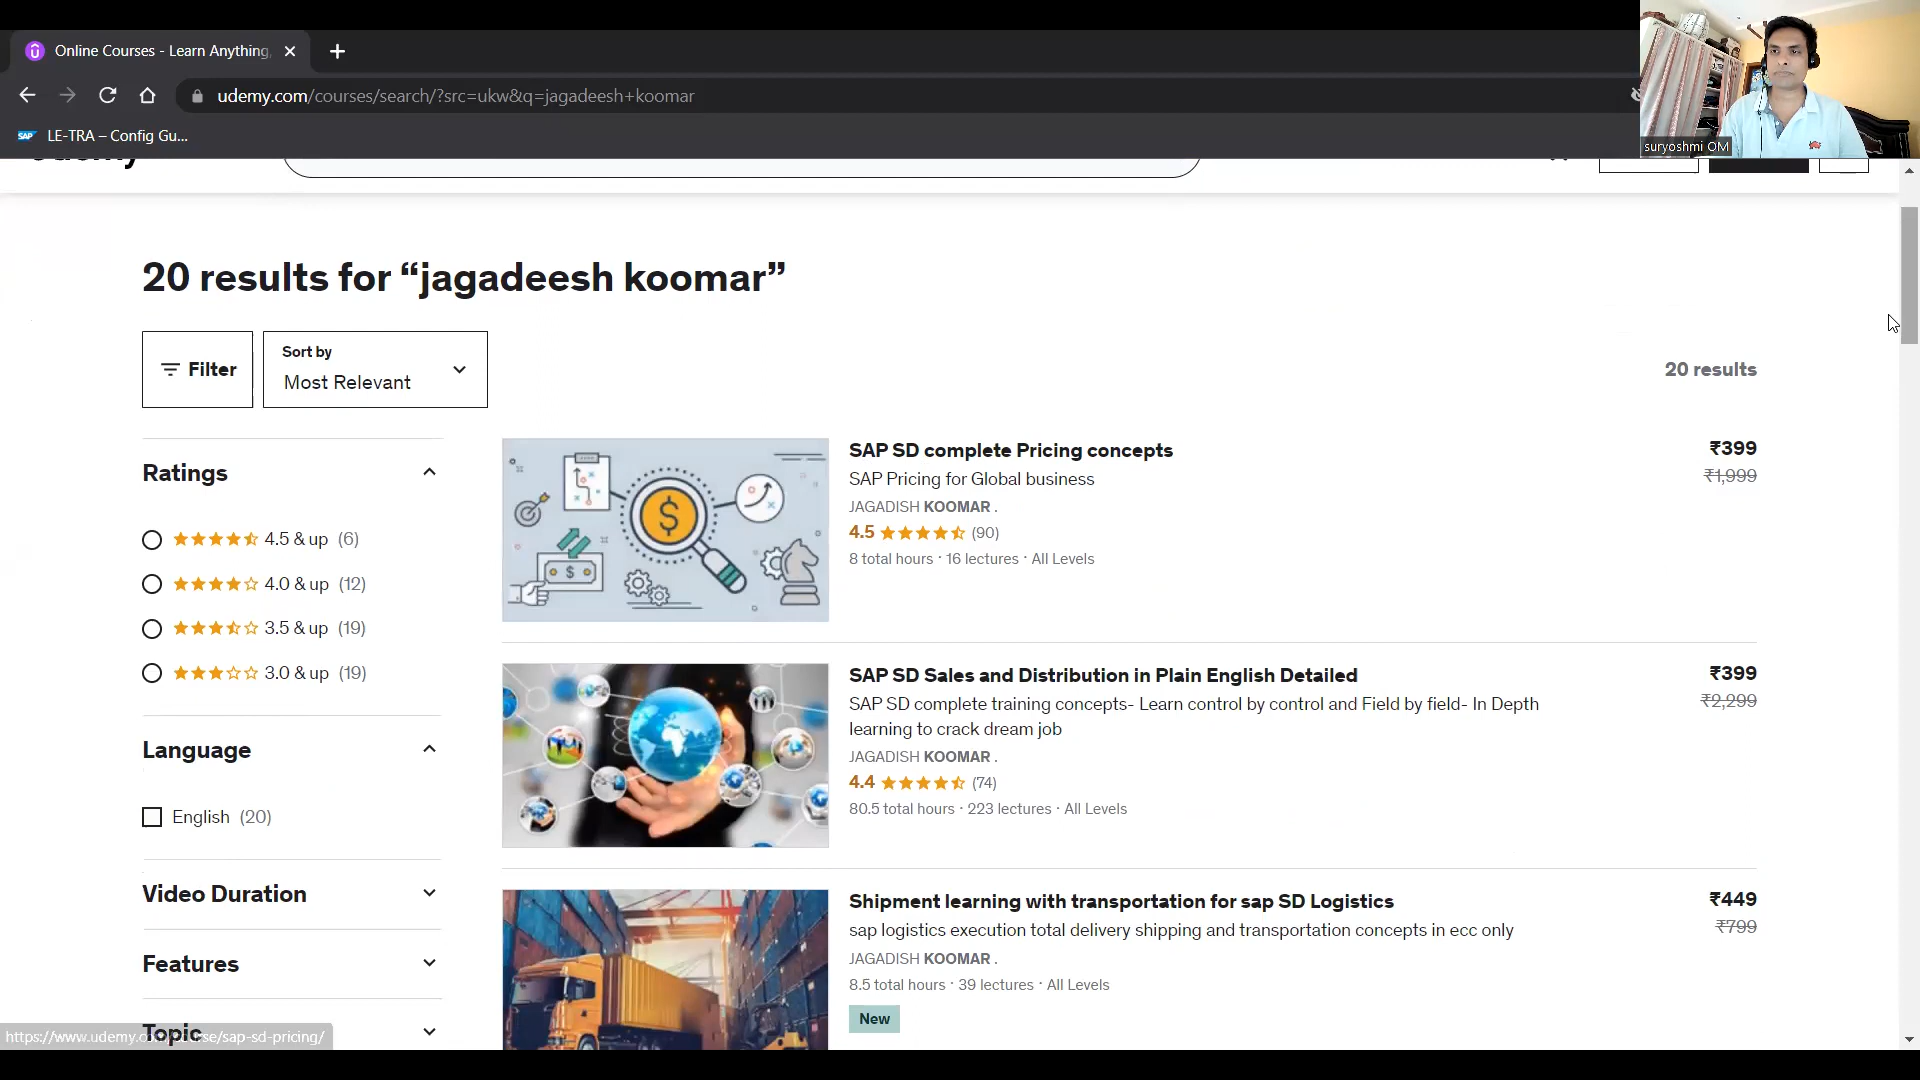 Online Courses - Learn Anything,
udemy.com/courses/search/?src=ukw&q=jagadeesh+koomar
SAP LE-TRA – Config Gu...
suryoshmi OM
udemy
20 results for “jagadeesh koomar”
Filter
Sort by
Most Relevant
20 results
Ratings
4.5 & up (6)
4.0 & up (12)
3.5 & up (19)
3.0 & up (19)
Language
English (20)
Video Duration
Features
Topic
SAP SD complete Pricing concepts
₹399
SAP Pricing for Global business
₹1,999
JAGADISH KOOMAR .
4.5 (90)
8 total hours · 16 lectures · All Levels
SAP SD Sales and Distribution in Plain English Detailed
₹399
SAP SD complete training concepts- Learn control by control and Field by field- In Depth
₹2,299
learning to crack dream job
JAGADISH KOOMAR .
4.4 (74)
80.5 total hours · 223 lectures · All Levels
Shipment learning with transportation for sap SD Logistics
₹449
sap logistics execution total delivery shipping and transportation concepts in ecc only
₹799
JAGADISH KOOMAR .
8.5 total hours · 39 lectures · All Levels
New
https://www.udemy.com/course/sap-sd-pricing/